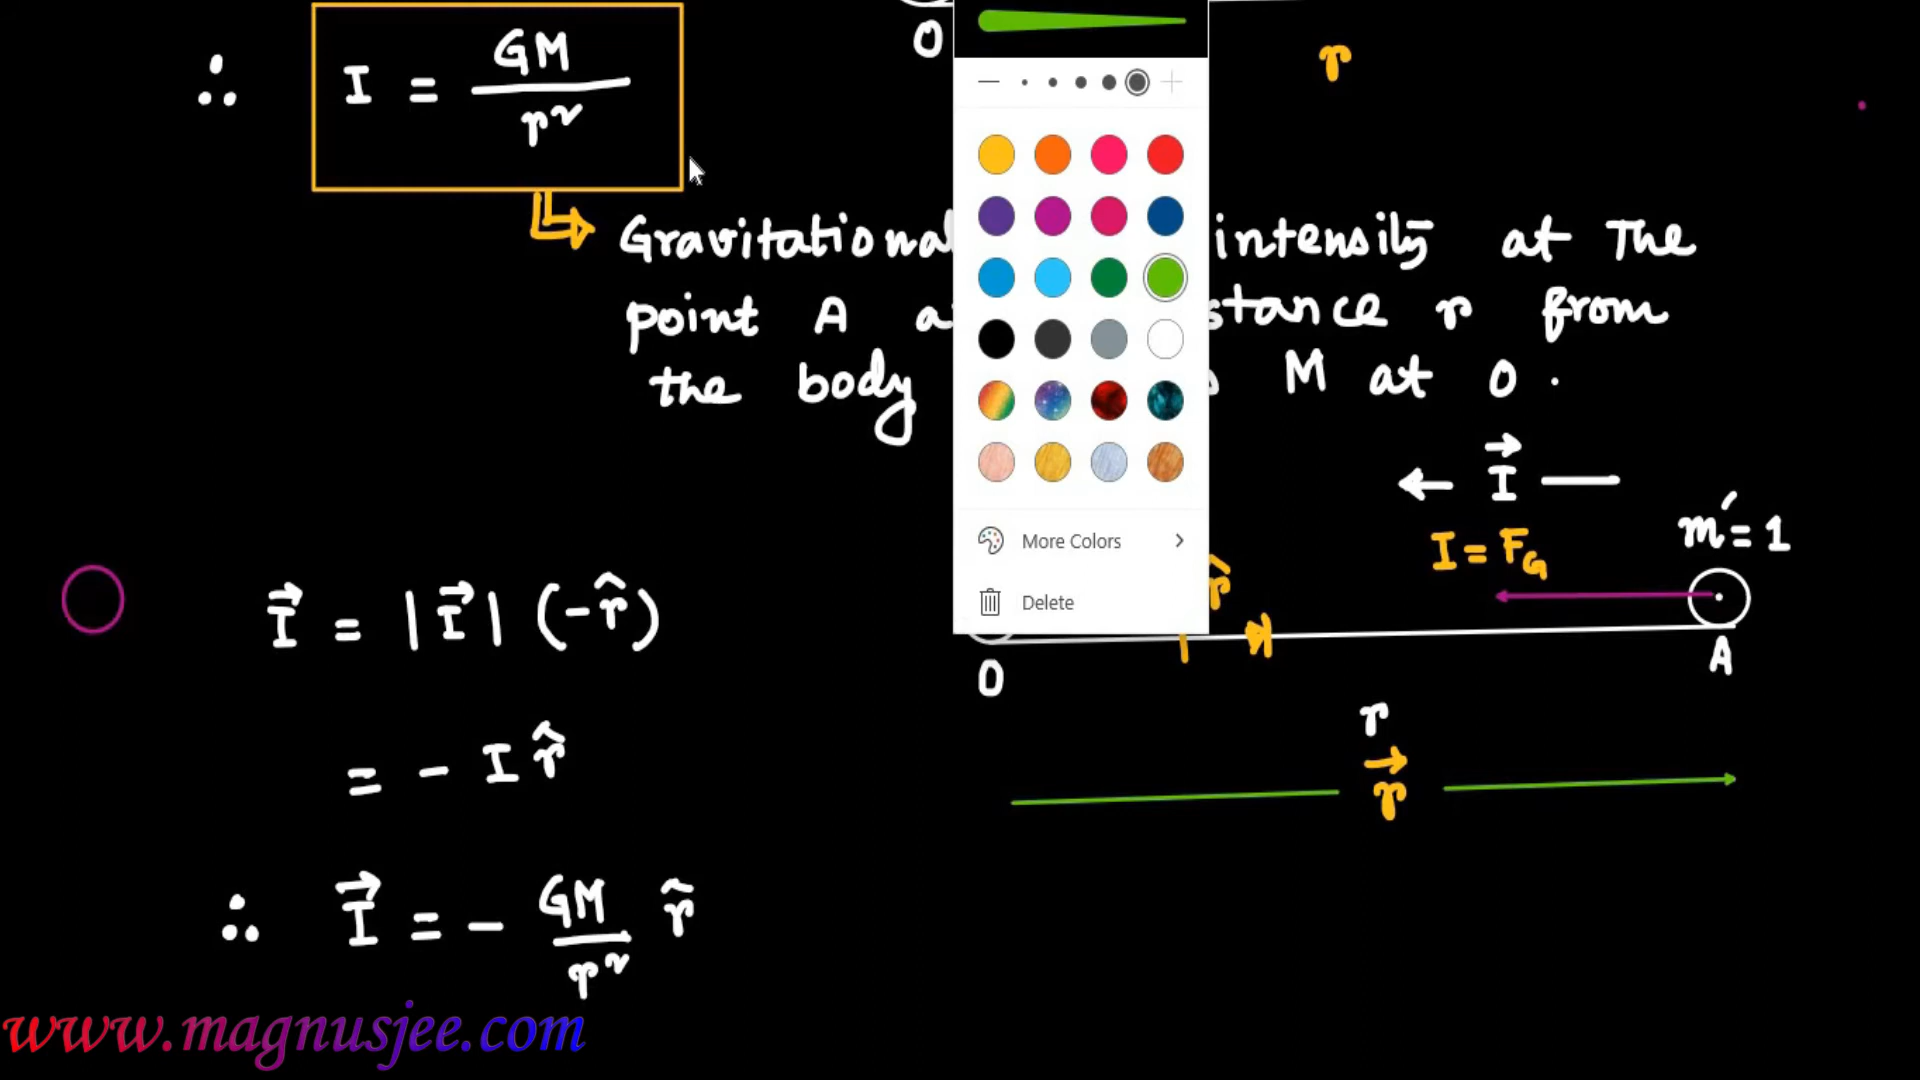 O
r
∴ I = GM / r²
Gravitational intensity at The
point A a stance r from
the body M at O.
I⃗
m' = 1
I = F_G
r̂
I⃗ = |I⃗| (-r̂)
O
A
r
= - I r̂
r⃗
∴ I⃗ = - GM / r² r̂
www.magnusjee.com
More Colors
Delete